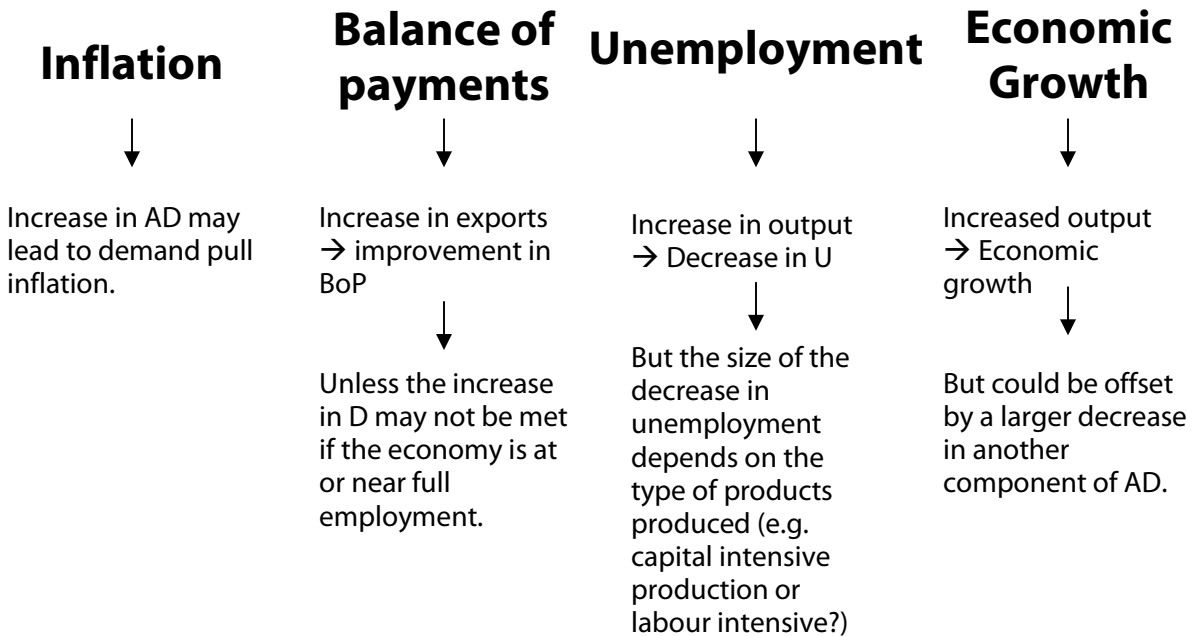 Inflation
Increase in AD may
lead to demand pull
inflation.
Balance of
payments
Increase in exports
→ improvement in
BoP
Unless the increase
in D may not be met
if the economy is at
or near full
employment.
Unemployment
Increase in output
→ Decrease in U
But the size of the
decrease in
unemployment
depends on the
type of products
produced (e.g.
capital intensive
production or
labour intensive?)
Economic
Growth
Increased output
→ Economic
growth
But could be offset
by a larger decrease
in another
component of AD.